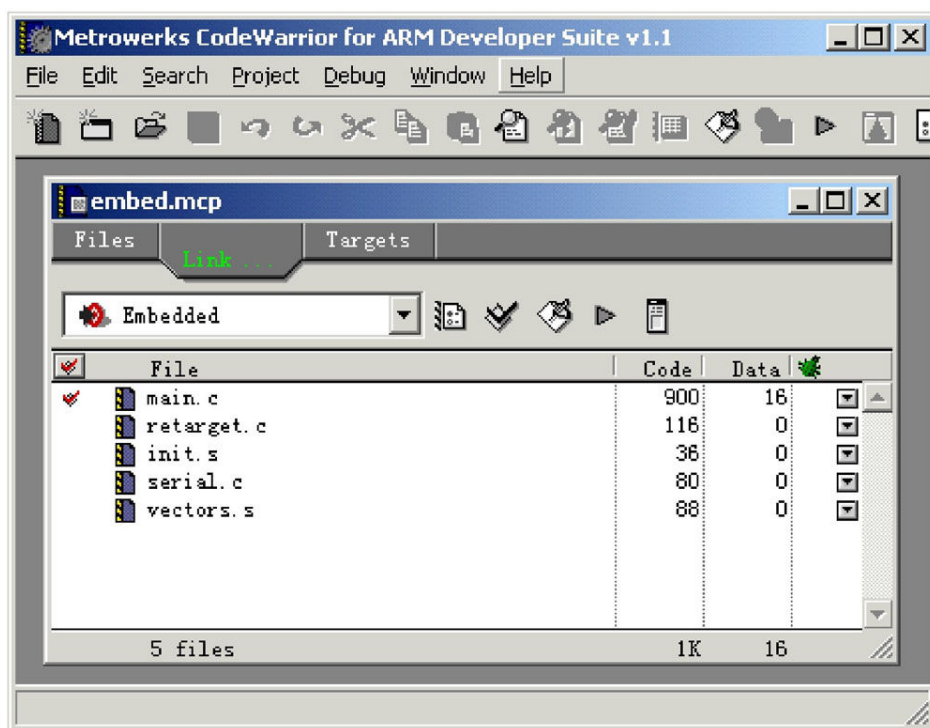 Metrowerks CodeWarrior for ARM Developer Suite v1.1
File Edit Search Project Debug Window Help
embed.mcp
Files Link ... Targets
Embedded
File Code Data
main.c 900 16
retarget.c 116 0
init.s 36 0
serial.c 80 0
vectors.s 88 0
5 files 1K 16